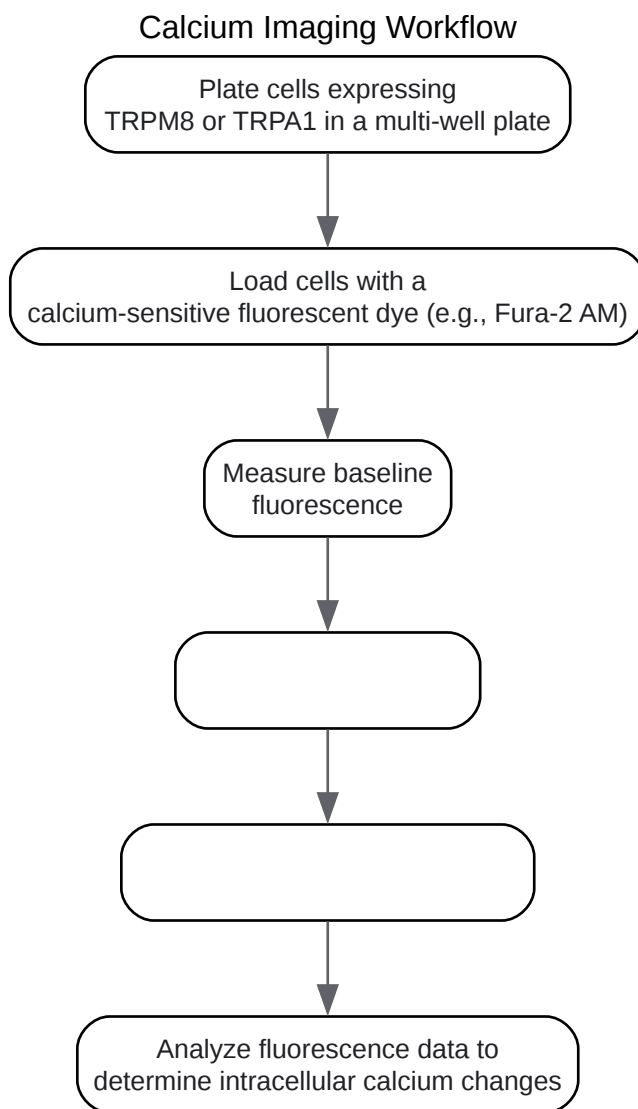 Calcium Imaging Workflow
Plate cells expressing
TRPM8 or TRPA1 in a multi-well plate
Load cells with a
calcium-sensitive fluorescent dye (e.g., Fura-2 AM)
Measure baseline
fluorescence
Analyze fluorescence data to
determine intracellular calcium changes